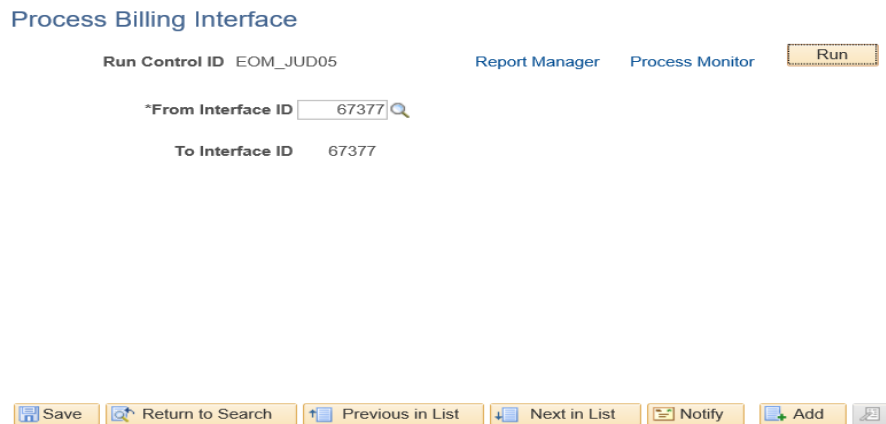 Process Billing Interface
Run Control ID EOM_JUD05 Report Manager Process Monitor Run
*From Interface ID 67377
To Interface ID 67377
Save Return to Search Previous in List Next in List Notify Add